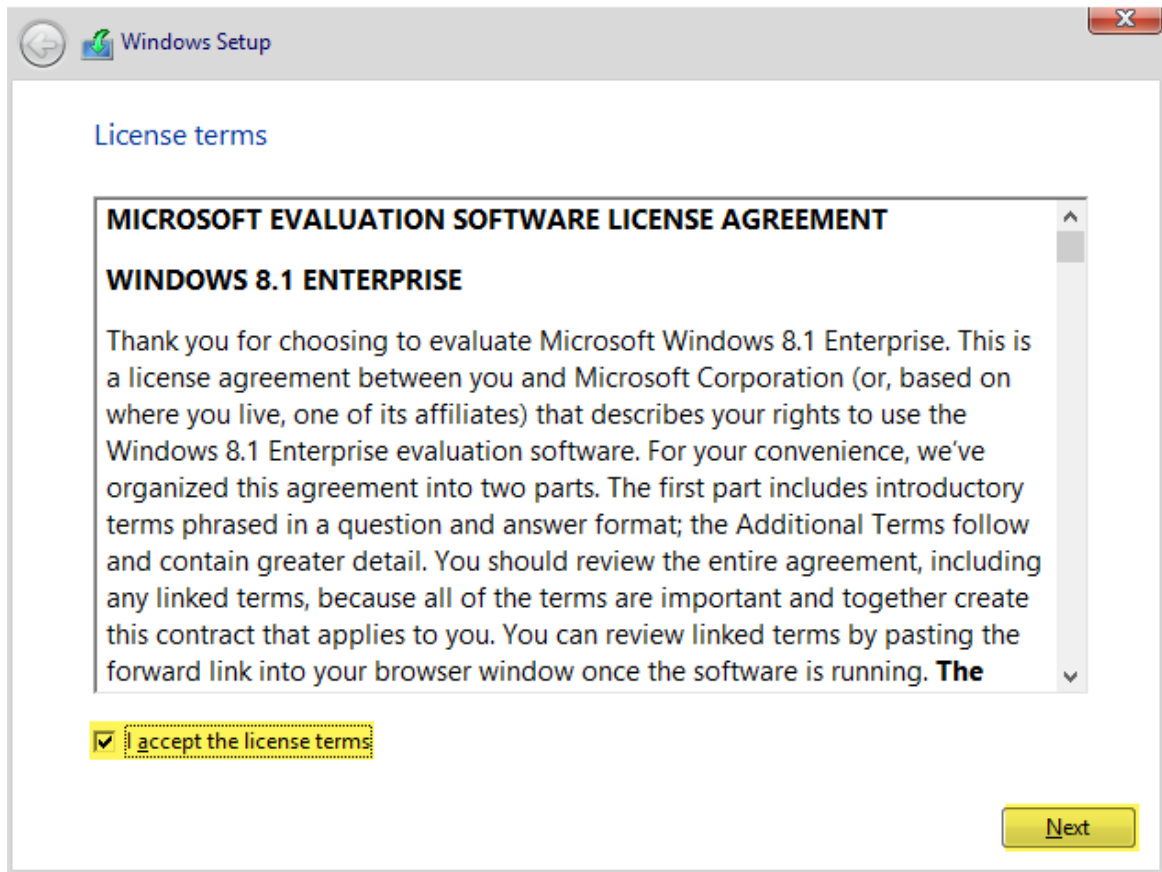 Windows Setup
License terms
MICROSOFT EVALUATION SOFTWARE LICENSE AGREEMENT
WINDOWS 8.1 ENTERPRISE
Thank you for choosing to evaluate Microsoft Windows 8.1 Enterprise. This is
a license agreement between you and Microsoft Corporation (or, based on
where you live, one of its affiliates) that describes your rights to use the
Windows 8.1 Enterprise evaluation software. For your convenience, we’ve
organized this agreement into two parts. The first part includes introductory
terms phrased in a question and answer format; the Additional Terms follow
and contain greater detail. You should review the entire agreement, including
any linked terms, because all of the terms are important and together create
this contract that applies to you. You can review linked terms by pasting the
forward link into your browser window once the software is running. The
I accept the license terms
Next